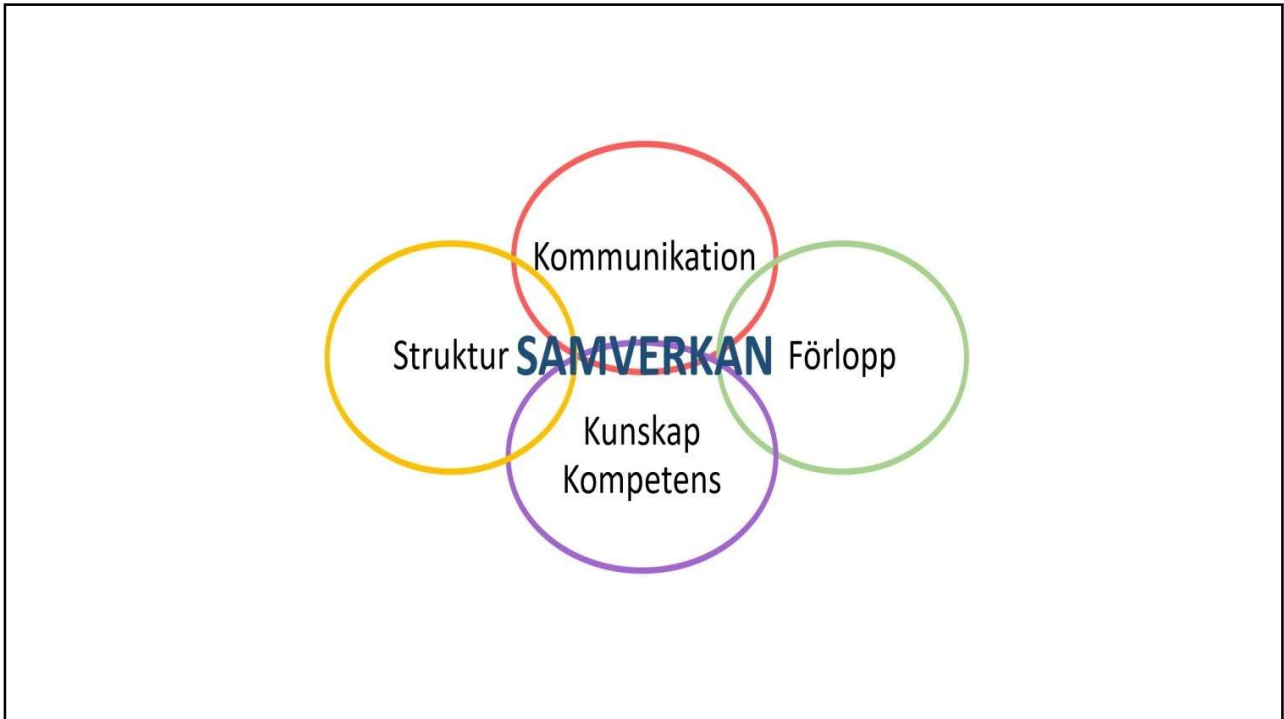 Kommunikation
Struktur SAMVERKAN Förlopp
Kunskap
Kompetens